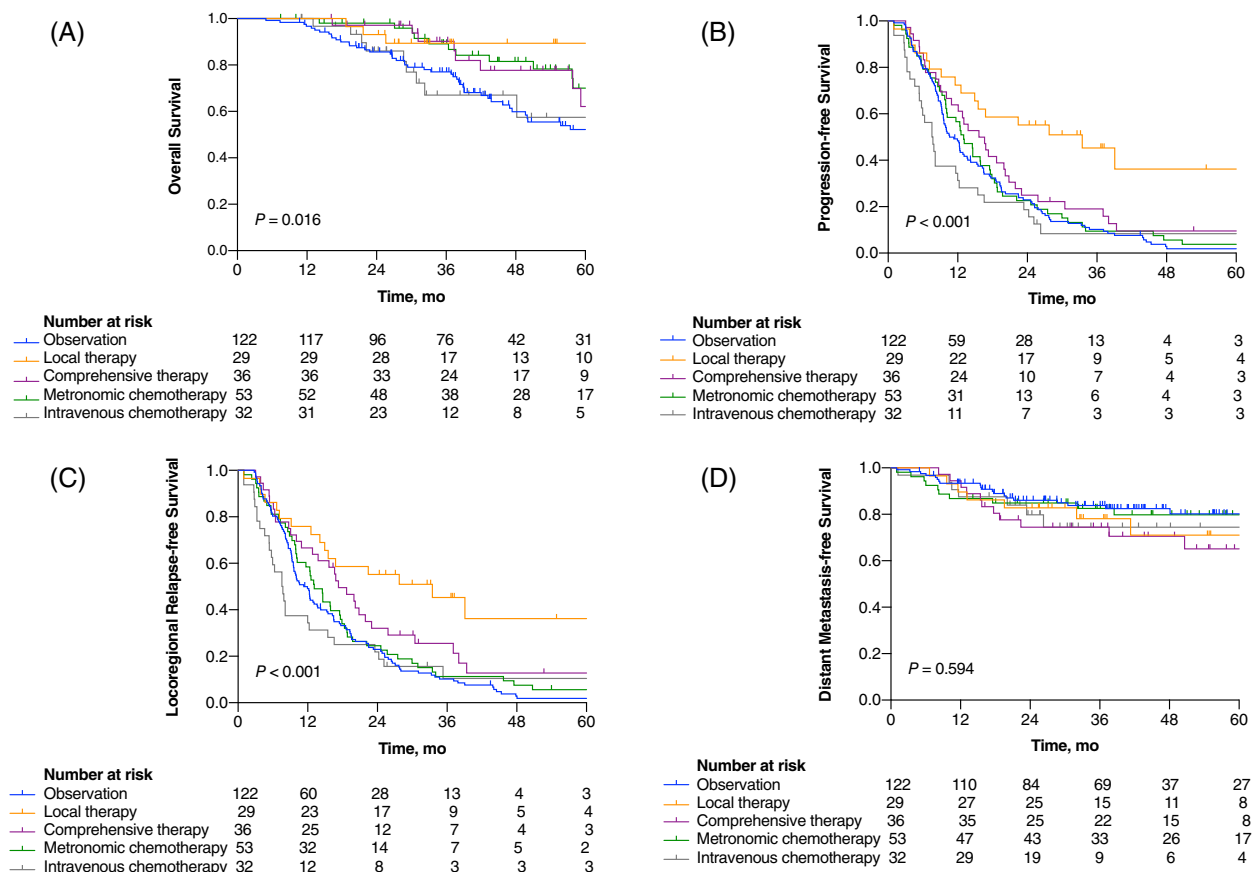 (A)
Overall Survival
1.0
0.8
0.6
0.4
0.2
0.0
P = 0.016
0 12 24 36 48 60
Time, mo
Number at risk
Observation 122 117 96 76 42 31
Local therapy 29 29 28 17 13 10
Comprehensive therapy 36 36 33 24 17 9
Metronomic chemotherapy 53 52 48 38 28 17
Intravenous chemotherapy 32 31 23 12 8 5
(B)
Progression-free Survival
1.0
0.8
0.6
0.4
0.2
0.0
P < 0.001
0 12 24 36 48 60
Time, mo
Number at risk
Observation 122 59 28 13 4 3
Local therapy 29 22 17 9 5 4
Comprehensive therapy 36 24 10 7 4 3
Metronomic chemotherapy 53 31 13 6 4 3
Intravenous chemotherapy 32 11 7 3 3 3
(C)
Locoregional Relapse-free Survival
1.0
0.8
0.6
0.4
0.2
0.0
P < 0.001
0 12 24 36 48 60
Time, mo
Number at risk
Observation 122 60 28 13 4 3
Local therapy 29 23 17 9 5 4
Comprehensive therapy 36 25 12 7 4 3
Metronomic chemotherapy 53 32 14 7 5 2
Intravenous chemotherapy 32 12 8 3 3 3
(D)
Distant Metastasis-free Survival
1.0
0.8
0.6
0.4
0.2
0.0
P = 0.594
0 12 24 36 48 60
Time, mo
Number at risk
Observation 122 110 84 69 37 27
Local therapy 29 27 25 15 11 8
Comprehensive therapy 36 35 25 22 15 8
Metronomic chemotherapy 53 47 43 33 26 17
Intravenous chemotherapy 32 29 19 9 6 4